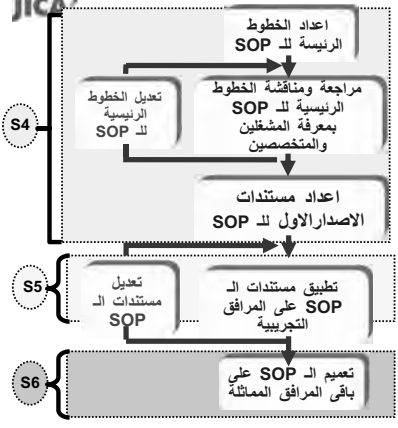 JICA
اعداد الخطوط
الرئيسة للـ SOP
مراجعة ومناقشة الخطوط
الرئيسية للـ SOP
بمعرفة المشغلين
والمتخصصين
تعديل الخطوط
الرئيسية
للـ SOP
S4
اعداد مستندات
الاصدارالاول للـ SOP
تطبيق مستندات الـ
SOP على المرافق
التجريبية
تعديل
مستندات الـ
SOP
S5
تعميم الـ SOP على
باقى المرافق المماثلة
S6